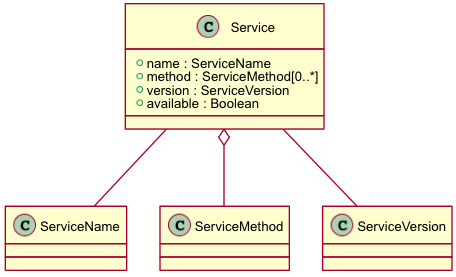 C Service
name : ServiceName
method : ServiceMethod[0..*]
version : ServiceVersion
available : Boolean
C ServiceName
C ServiceMethod
C ServiceVersion